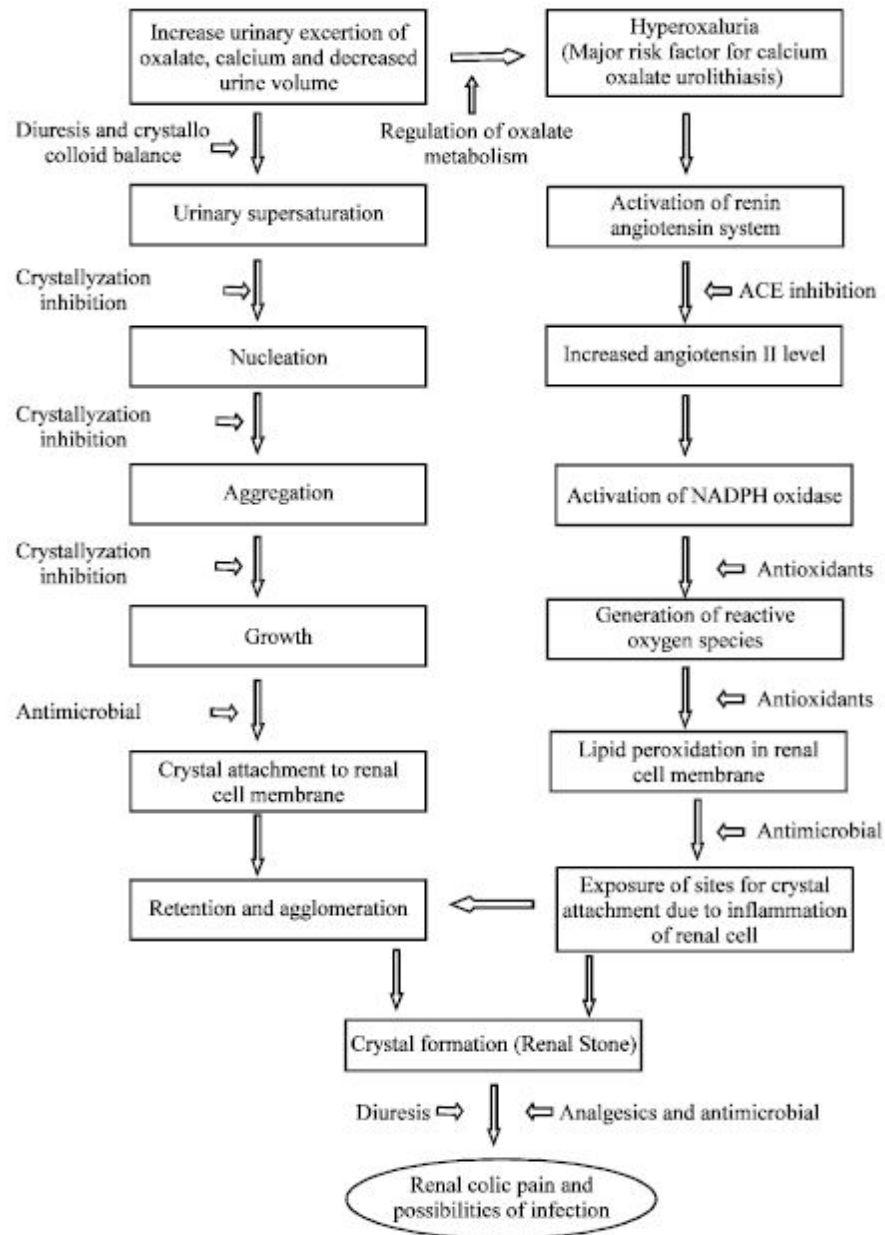 Increase urinary excertion of
oxalate, calcium and decreased
urine volume
Hyperoxaluria
(Major risk factor for calcium
oxalate urolithiasis)
Diuresis and crystallo
colloid balance
Regulation of oxalate
metabolism
Urinary supersaturation
Activation of renin
angiotensin system
Crystallyzation
inhibition
ACE inhibition
Nucleation
Increased angiotensin II level
Crystallyzation
inhibition
Aggregation
Activation of NADPH oxidase
Crystallyzation
inhibition
Antioxidants
Growth
Generation of reactive
oxygen species
Antimicrobial
Antioxidants
Crystal attachment to renal
cell membrane
Lipid peroxidation in renal
cell membrane
Antimicrobial
Retention and agglomeration
Exposure of sites for crystal
attachment due to inflammation
of renal cell
Crystal formation (Renal Stone)
Diuresis
Analgesics and antimicrobial
Renal colic pain and
possibilities of infection